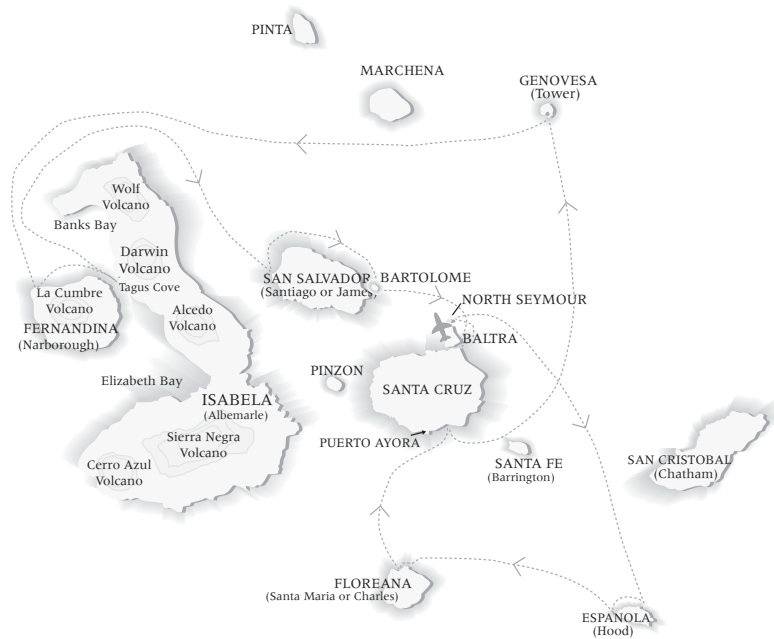 PINTA
MARCHENA
GENOVESA
(Tower)
Wolf
Volcano
Banks Bay
Darwin
Volcano
Tagus Cove
La Cumbre
Volcano
FERNANDINA
(Narborough)
Alcedo
Volcano
SAN SALVADOR
(Santiago or James)
BARTOLOME
NORTH SEYMOUR
BALTRA
Elizabeth Bay
ISABELA
(Albemarle)
PINZON
SANTA CRUZ
Sierra Negra
Volcano
Cerro Azul
Volcano
PUERTO AYORA
SANTA FE
(Barrington)
SAN CRISTOBAL
(Chatham)
FLOREANA
(Santa Maria or Charles)
ESPANOLA
(Hood)